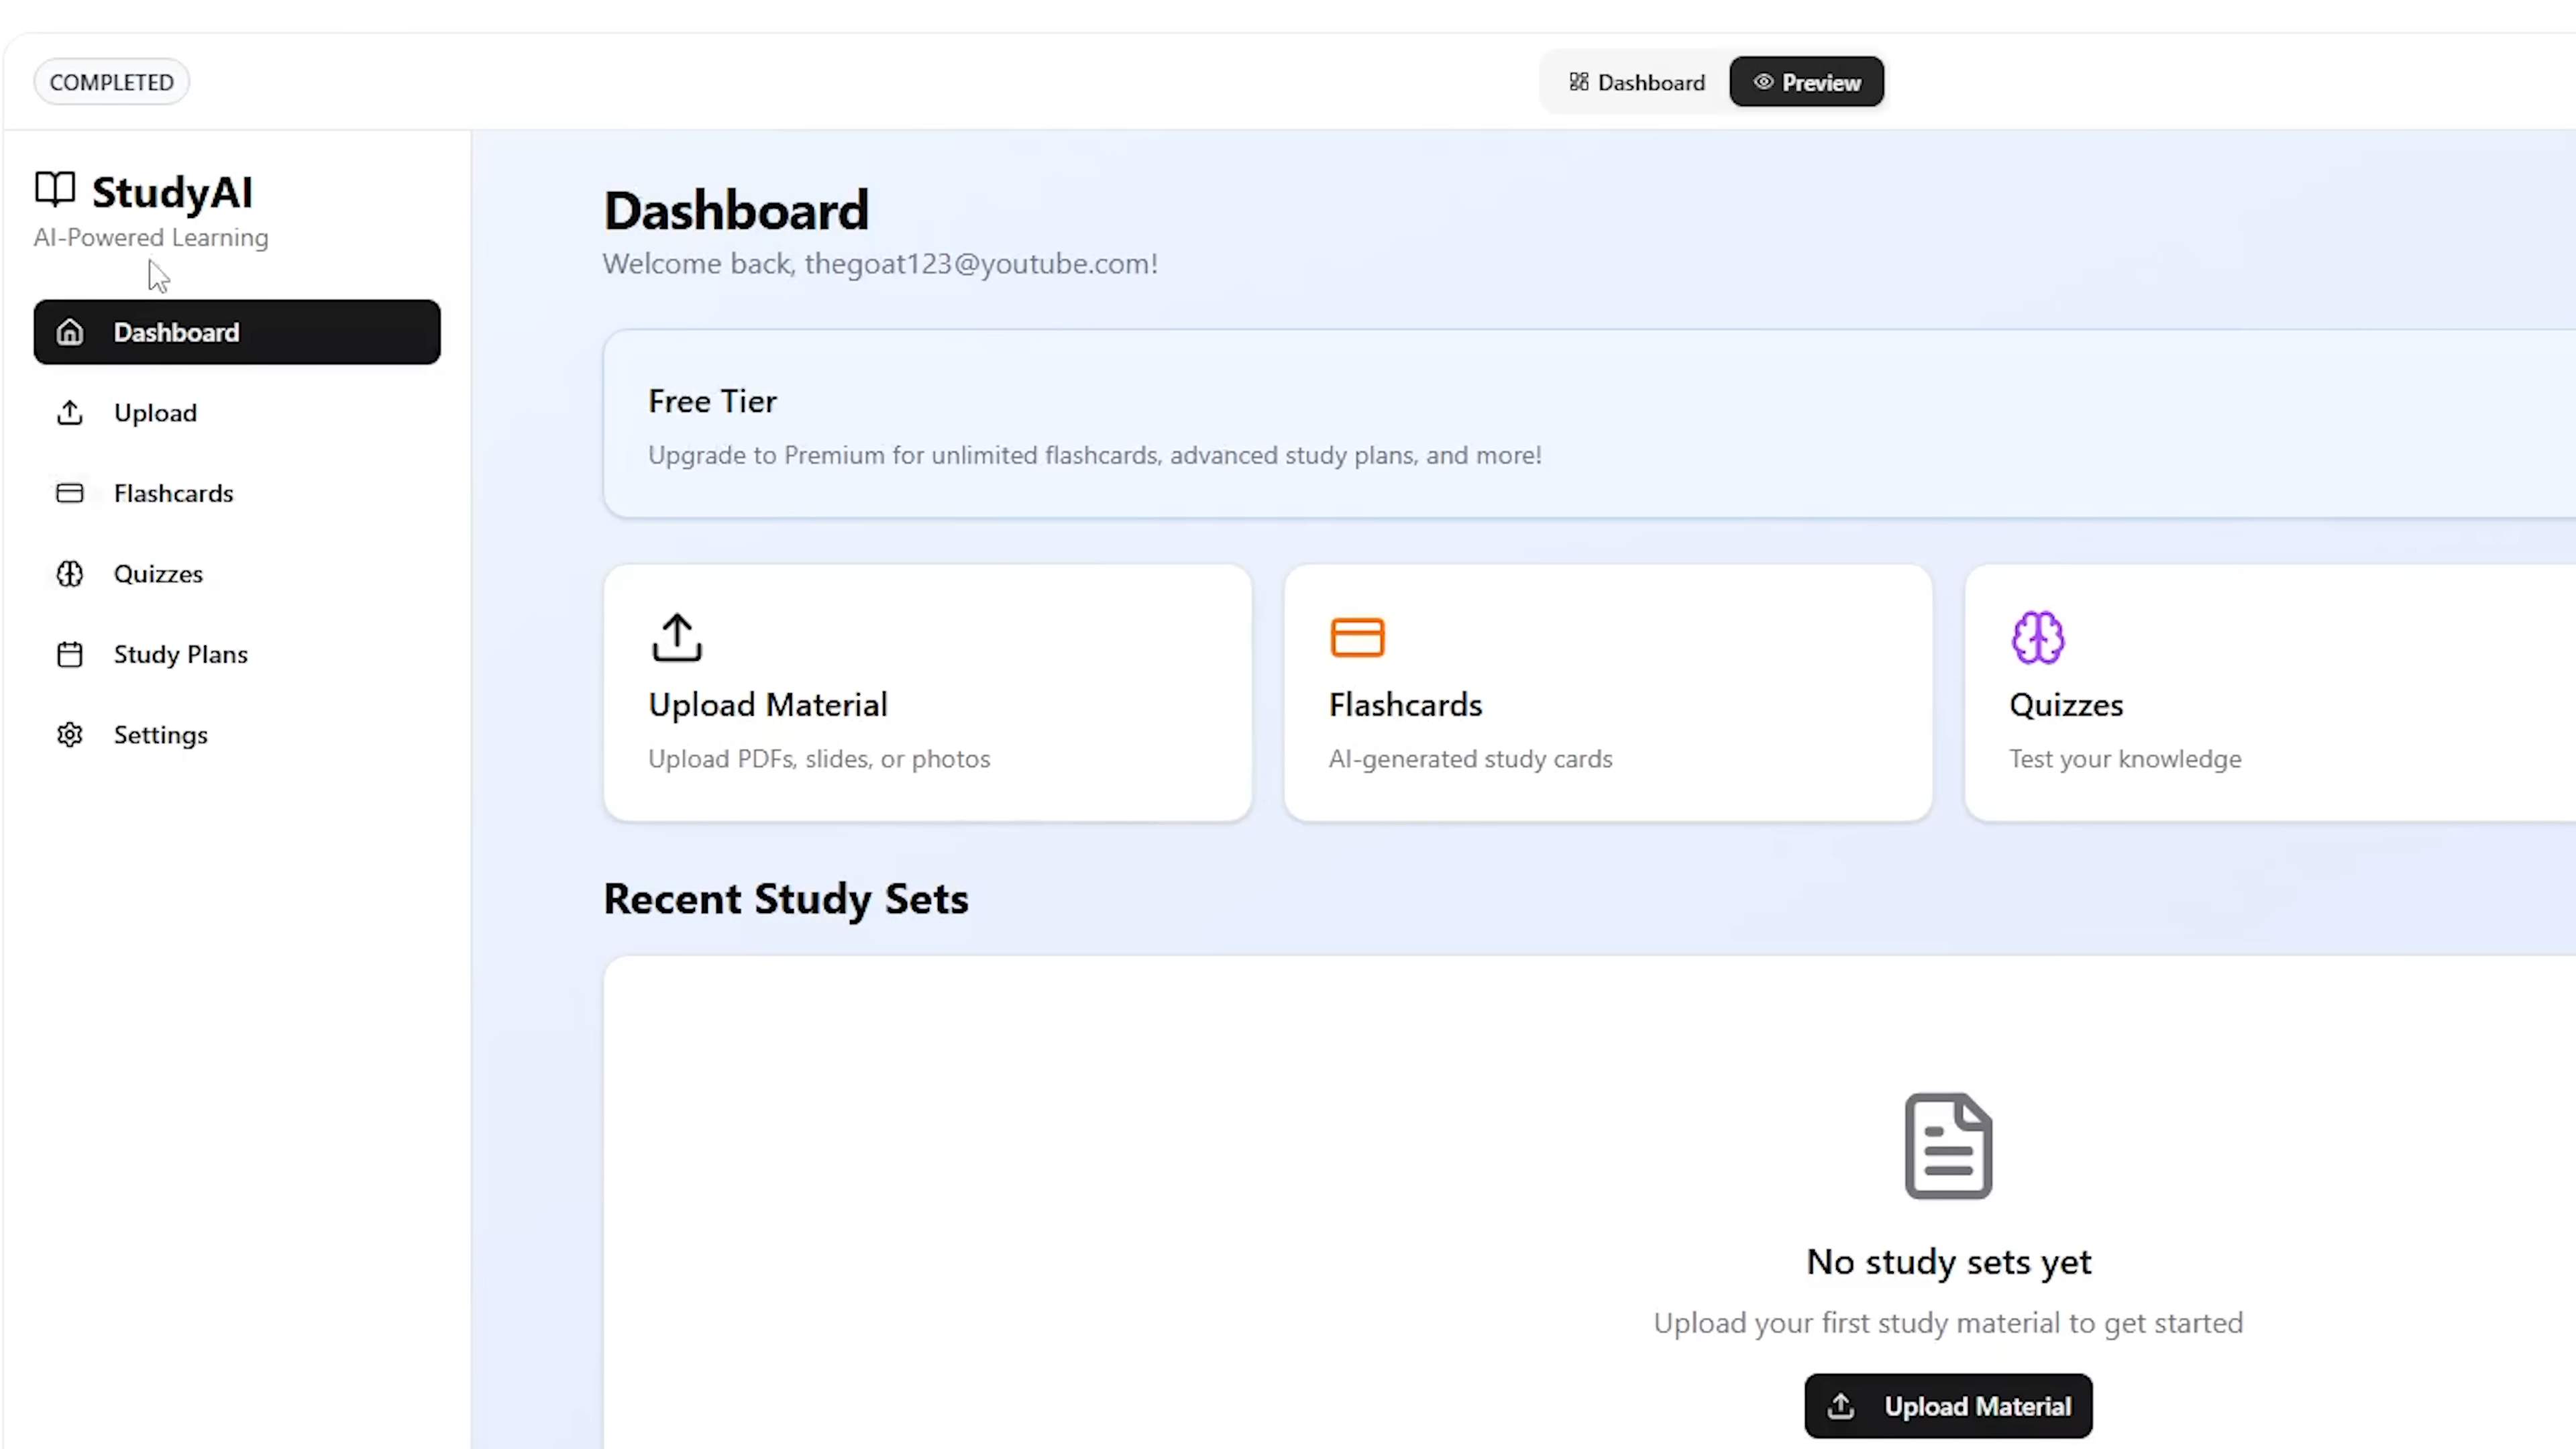 COMPLETED
Dashboard
Preview
StudyAI
AI-Powered Learning
Dashboard
Upload
Flashcards
Quizzes
Study Plans
Settings
Dashboard
Welcome back, thegoat123@youtube.com!
Free Tier
Upgrade to Premium for unlimited flashcards, advanced study plans, and more!
Upload Material
Upload PDFs, slides, or photos
Flashcards
AI-generated study cards
Quizzes
Test your knowledge
Recent Study Sets
No study sets yet
Upload your first study material to get started
Upload Material